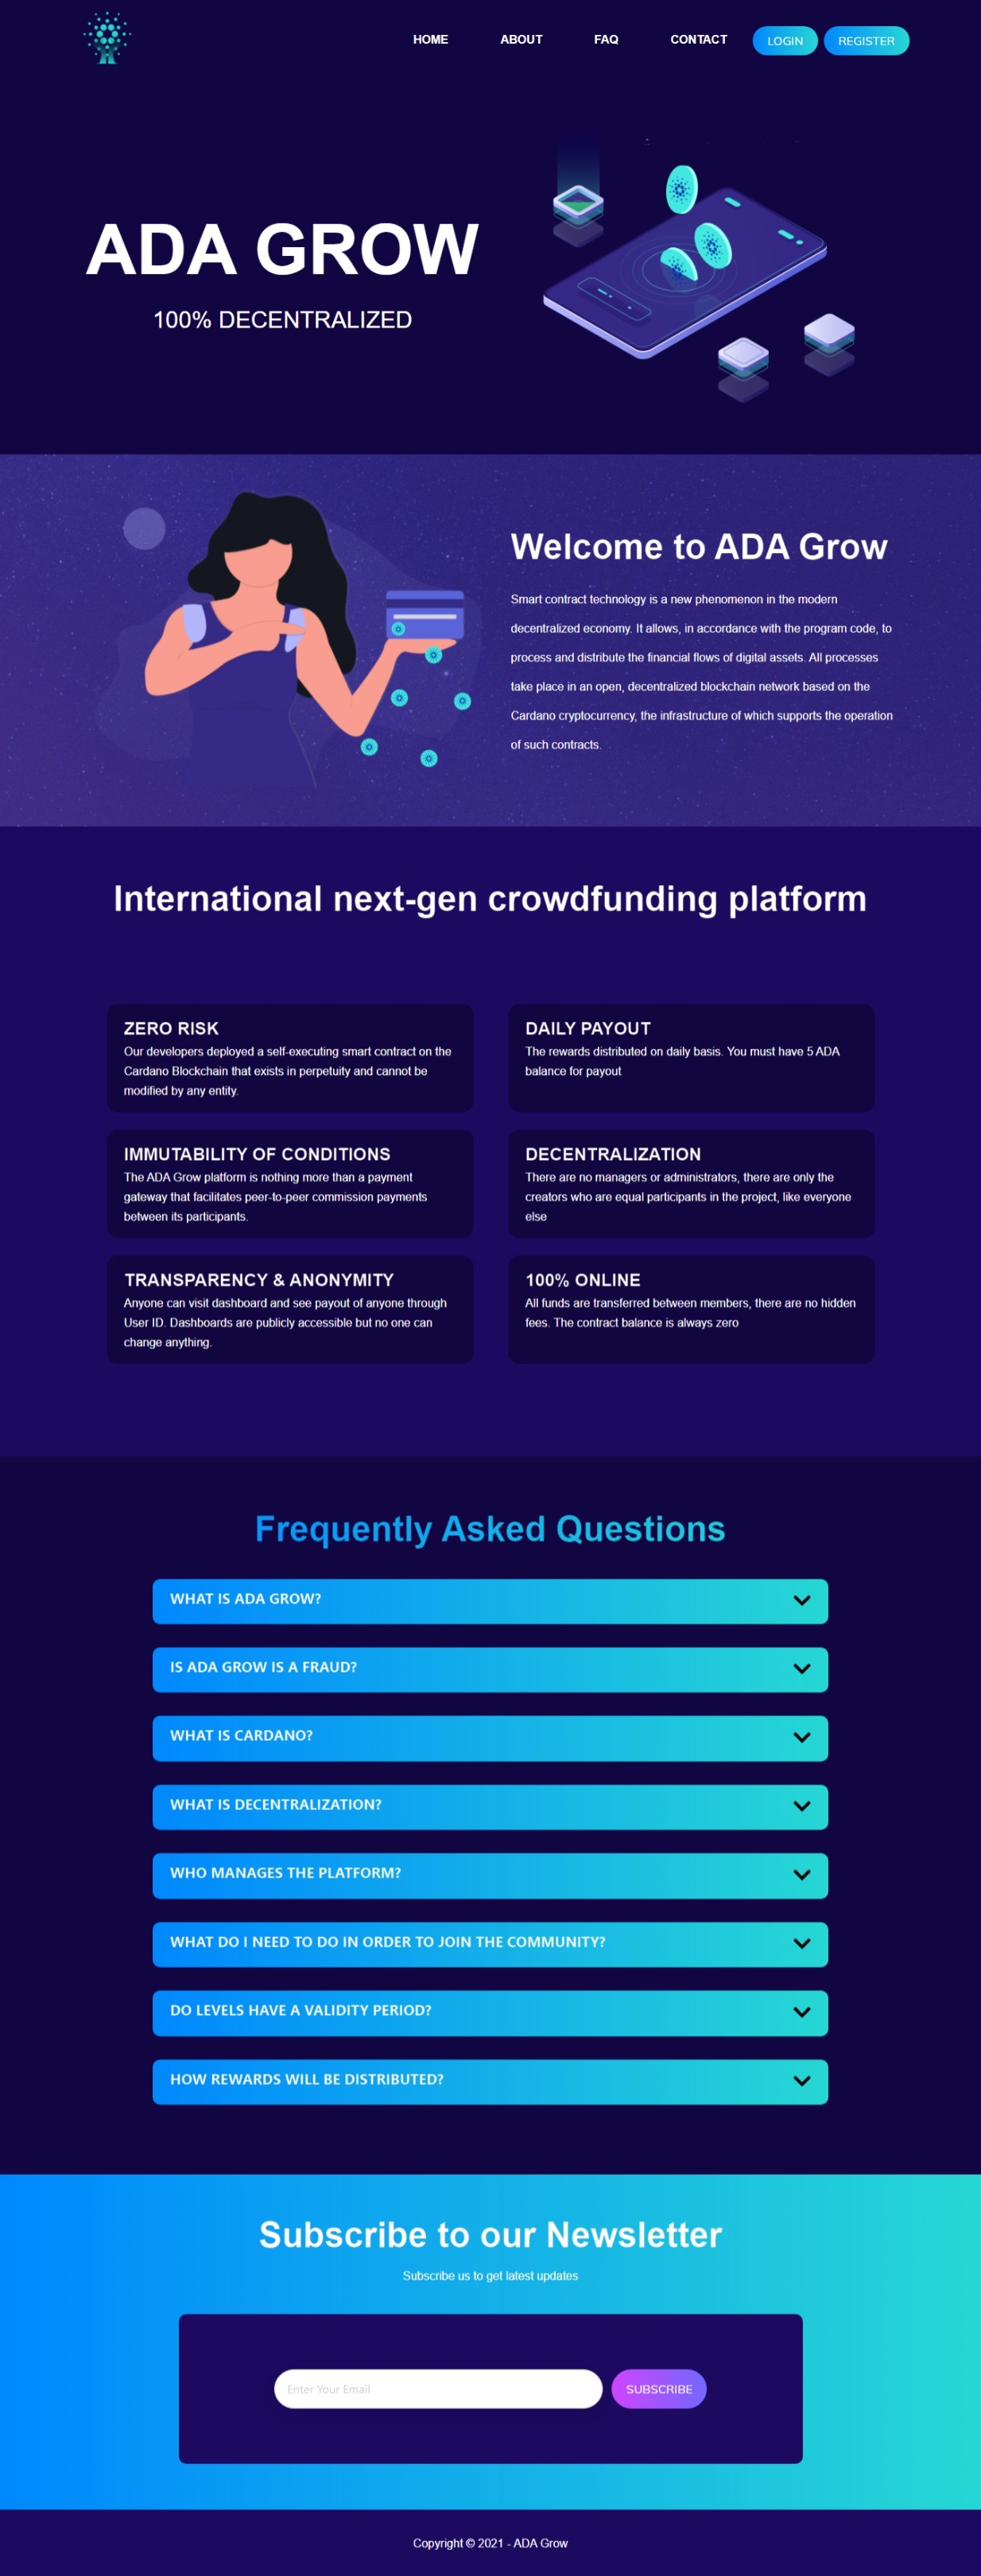 HOME ABOUT FAQ CONTACT LOGIN REGISTER
ADA GROW
100% DECENTRALIZED
Welcome to ADA Grow
Smart contract technology is a new phenomenon in the modern
decentralized economy. It allows, in accordance with the program code, to
process and distribute the financial flows of digital assets. All processes
take place in an open, decentralized blockchain network based on the
Cardano cryptocurrency, the infrastructure of which supports the operation
of such contracts.
International next-gen crowdfunding platform
ZERO RISK
Our developers deployed a self-executing smart contract on the
Cardano Blockchain that exists in perpetuity and cannot be
modified by any entity.
DAILY PAYOUT
The rewards distributed on daily basis. You must have 5 ADA
balance for payout
IMMUTABILITY OF CONDITIONS
The ADA Grow platform is nothing more than a payment
gateway that facilitates peer-to-peer commission payments
between its participants.
DECENTRALIZATION
There are no managers or administrators, there are only the
creators who are equal participants in the project, like everyone
else
TRANSPARENCY & ANONYMITY
Anyone can visit dashboard and see payout of anyone through
User ID. Dashboards are publicly accessible but no one can
change anything.
100% ONLINE
All funds are transferred between members, there are no hidden
fees. The contract balance is always zero
Frequently Asked Questions
WHAT IS ADA GROW?
IS ADA GROW IS A FRAUD?
WHAT IS CARDANO?
WHAT IS DECENTRALIZATION?
WHO MANAGES THE PLATFORM?
WHAT DO I NEED TO DO IN ORDER TO JOIN THE COMMUNITY?
DO LEVELS HAVE A VALIDITY PERIOD?
HOW REWARDS WILL BE DISTRIBUTED?
Subscribe to our Newsletter
Subscribe us to get latest updates
Enter Your Email SUBSCRIBE
Copyright © 2021 - ADA Grow